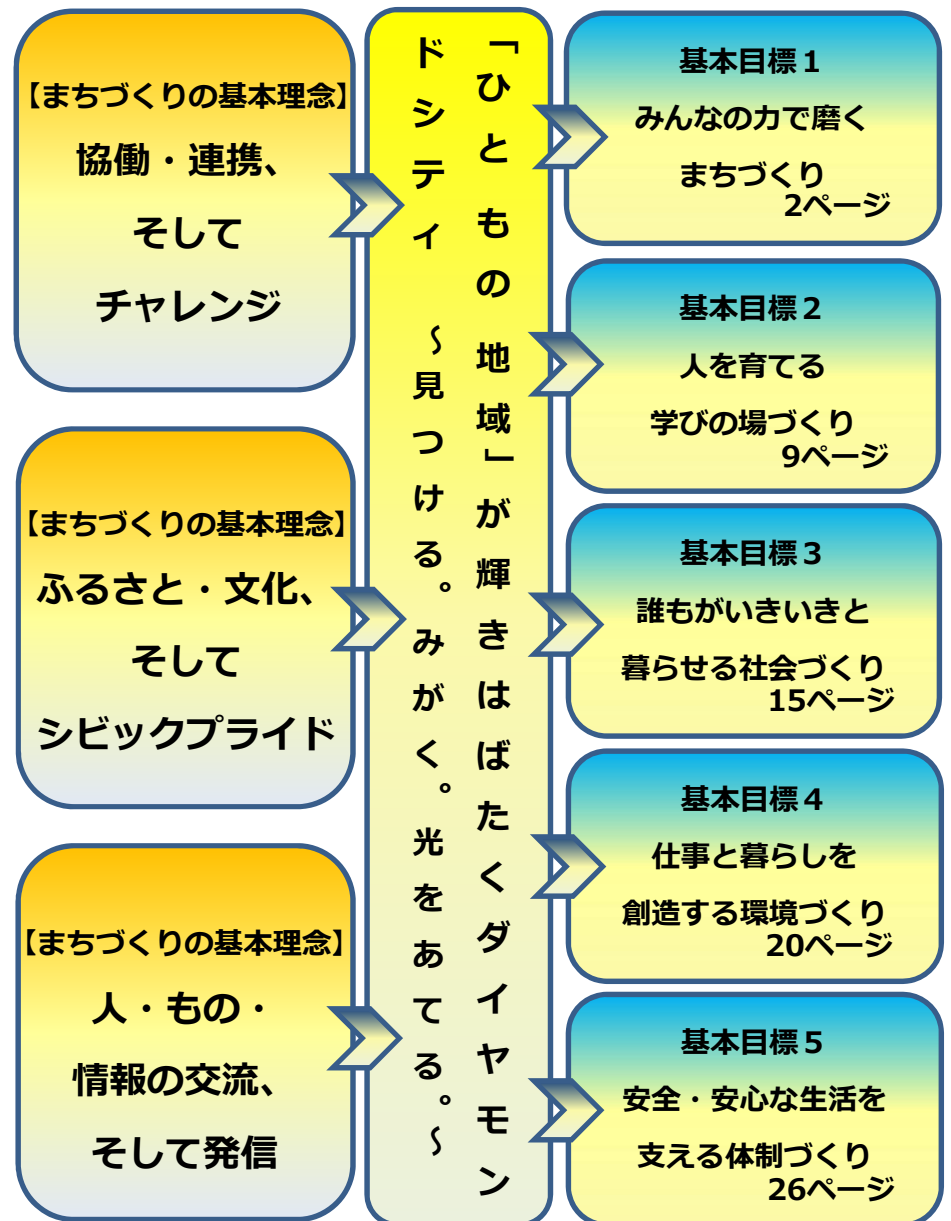 【まちづくりの基本理念】
協働・連携、
そして
チャレンジ
【まちづくりの基本理念】
ふるさと・文化、
そして
シビックプライド
【まちづくりの基本理念】
人・もの・
情報の交流、
そして発信
「ひと もの 地域」が輝きはばたくダイヤモン
ドシティ ～見つける。みがく。光をあてる。～
基本目標１
みんなの力で磨く
まちづくり
2ページ
基本目標２
人を育てる
学びの場づくり
9ページ
基本目標３
誰もがいきいきと
暮らせる社会づくり
15ページ
基本目標４
仕事と暮らしを
創造する環境づくり
20ページ
基本目標５
安全・安心な生活を
支える体制づくり
26ページ